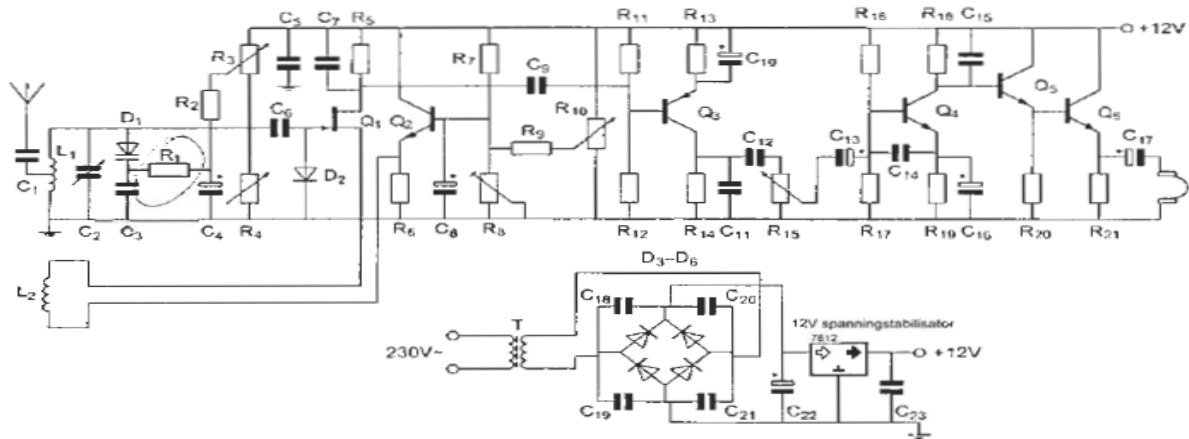 C5 C7 R5 R11 R13 R16 R18 C15
+12V
R3 R7 C9 C10
R2 R10 Q5
D1 C6 Q1 Q2 Q3 Q4 Q6
L1 R1 R9 C12 C13 C17
C1 D2 C14
C2 C3 C4 R4 R6 C8 R8 R12 R14 C11 R15 R17 R19 C16 R20 R21
L2
D3–D6
C18 C20
T 12V spanningstabilisator
7812
230V~ +12V
C19 C21 C22 C23